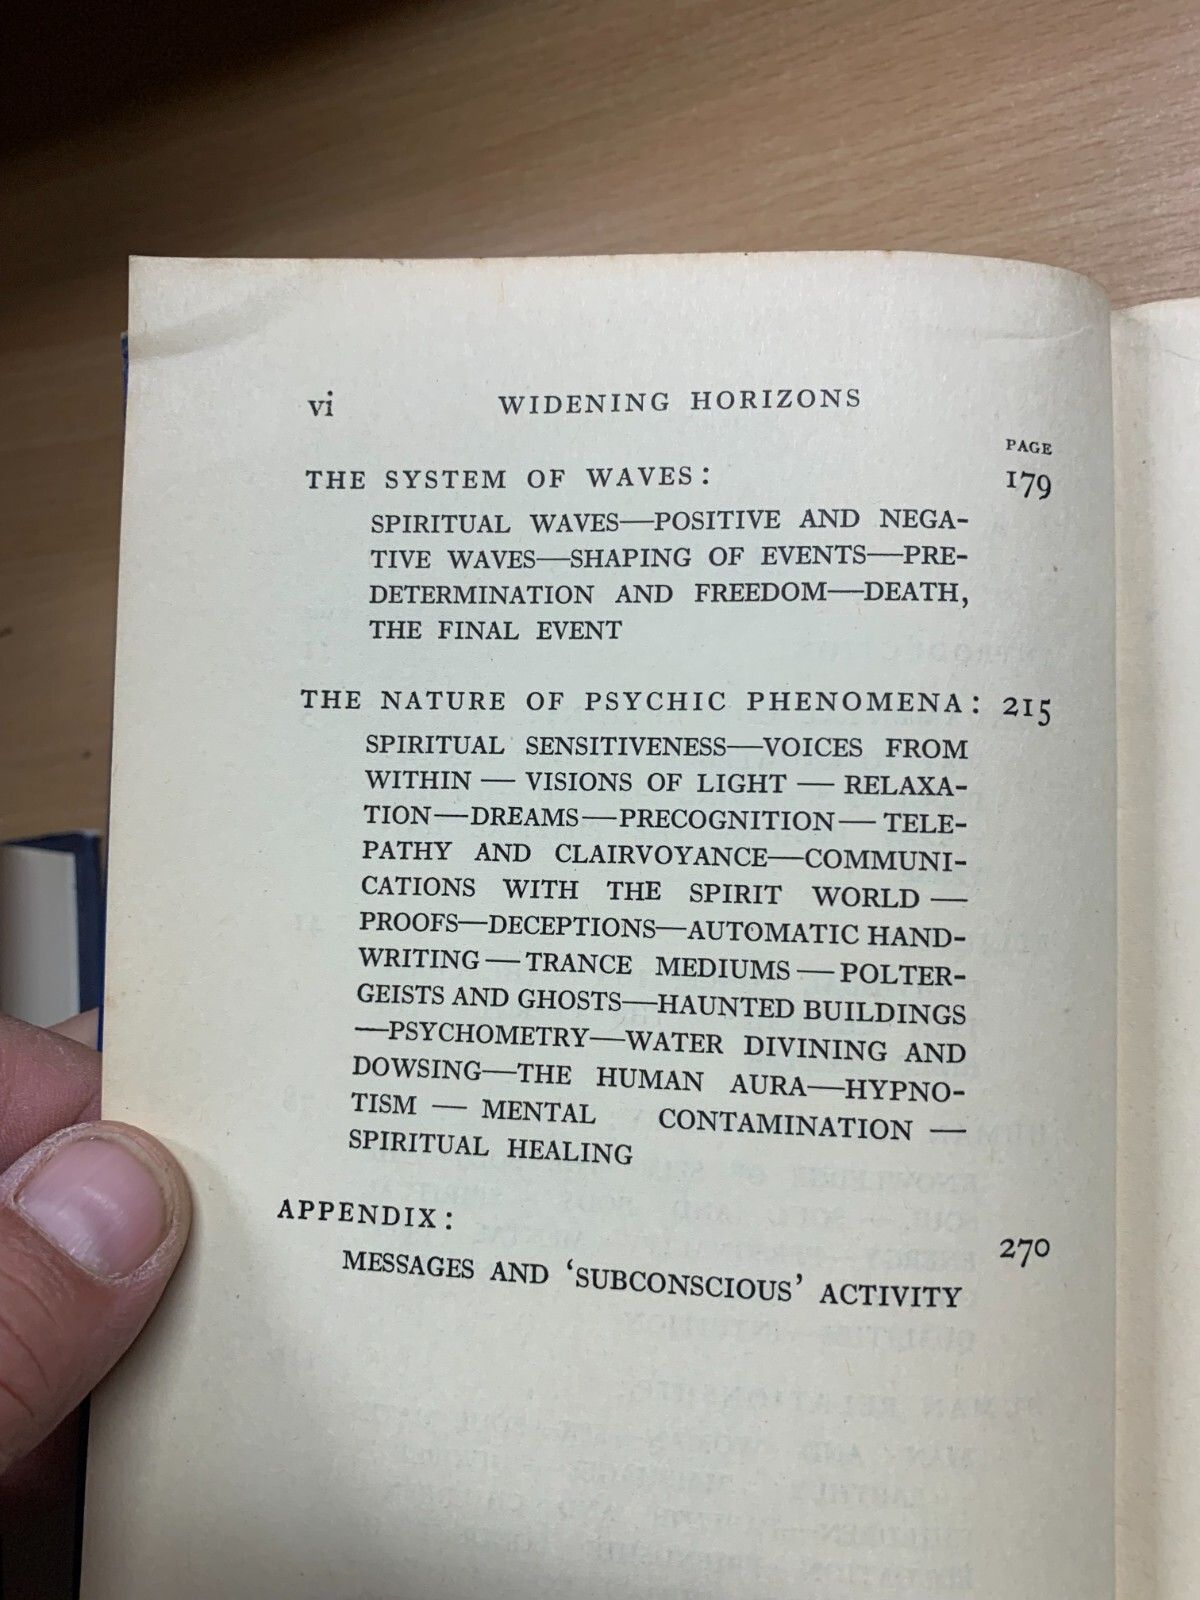 vi WIDENING HORIZONS
PAGE
THE SYSTEM OF WAVES: 179
SPIRITUAL WAVES—POSITIVE AND NEGA-
TIVE WAVES—SHAPING OF EVENTS—PRE-
DETERMINATION AND FREEDOM—DEATH,
THE FINAL EVENT
THE NATURE OF PSYCHIC PHENOMENA: 215
SPIRITUAL SENSITIVENESS—VOICES FROM
WITHIN — VISIONS OF LIGHT — RELAXA-
TION—DREAMS—PRECOGNITION— TELE-
PATHY AND CLAIRVOYANCE—COMMUNI-
CATIONS WITH THE SPIRIT WORLD —
PROOFS—DECEPTIONS—AUTOMATIC HAND-
WRITING — TRANCE MEDIUMS — POLTER-
GEISTS AND GHOSTS—HAUNTED BUILDINGS
—PSYCHOMETRY—WATER DIVINING AND
DOWSING—THE HUMAN AURA—HYPNO-
TISM — MENTAL CONTAMINATION —
SPIRITUAL HEALING
APPENDIX: 270
MESSAGES AND ‘SUBCONSCIOUS’ ACTIVITY